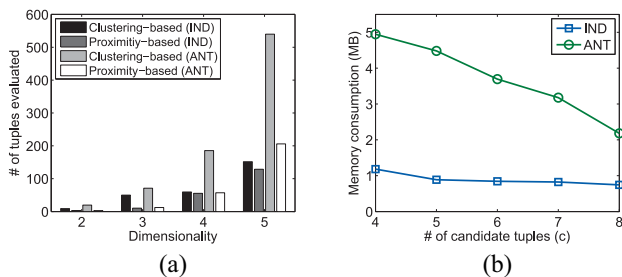 600
500
400
300
200
100
0
# of tuples evaluated
Clustering−based (IND)
Proximity−based (IND)
Clustering−based (ANT)
Proximity−based (ANT)
2 3 4 5
Dimensionality
(a)
5
4
3
2
1
0
Memory consumption (MB)
IND
ANT
4 5 6 7 8
# of candidate tuples (c)
(b)